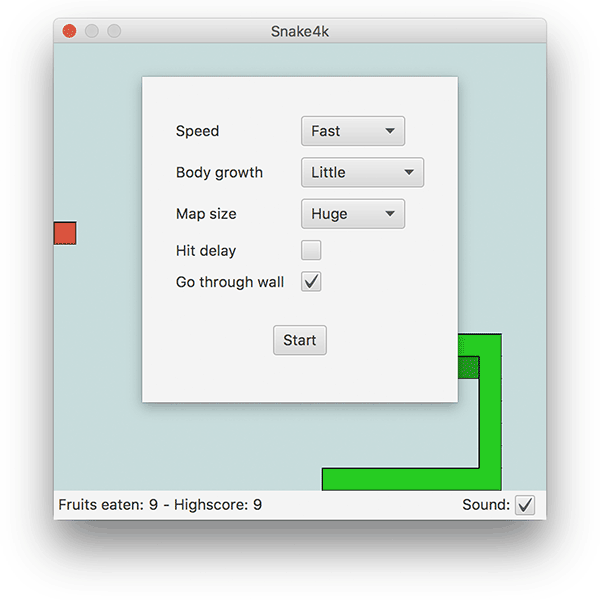 Snake4k
Speed Fast
Body growth Little
Map size Huge
Hit delay
Go through wall
Start
Fruits eaten: 9 - Highscore: 9 Sound: